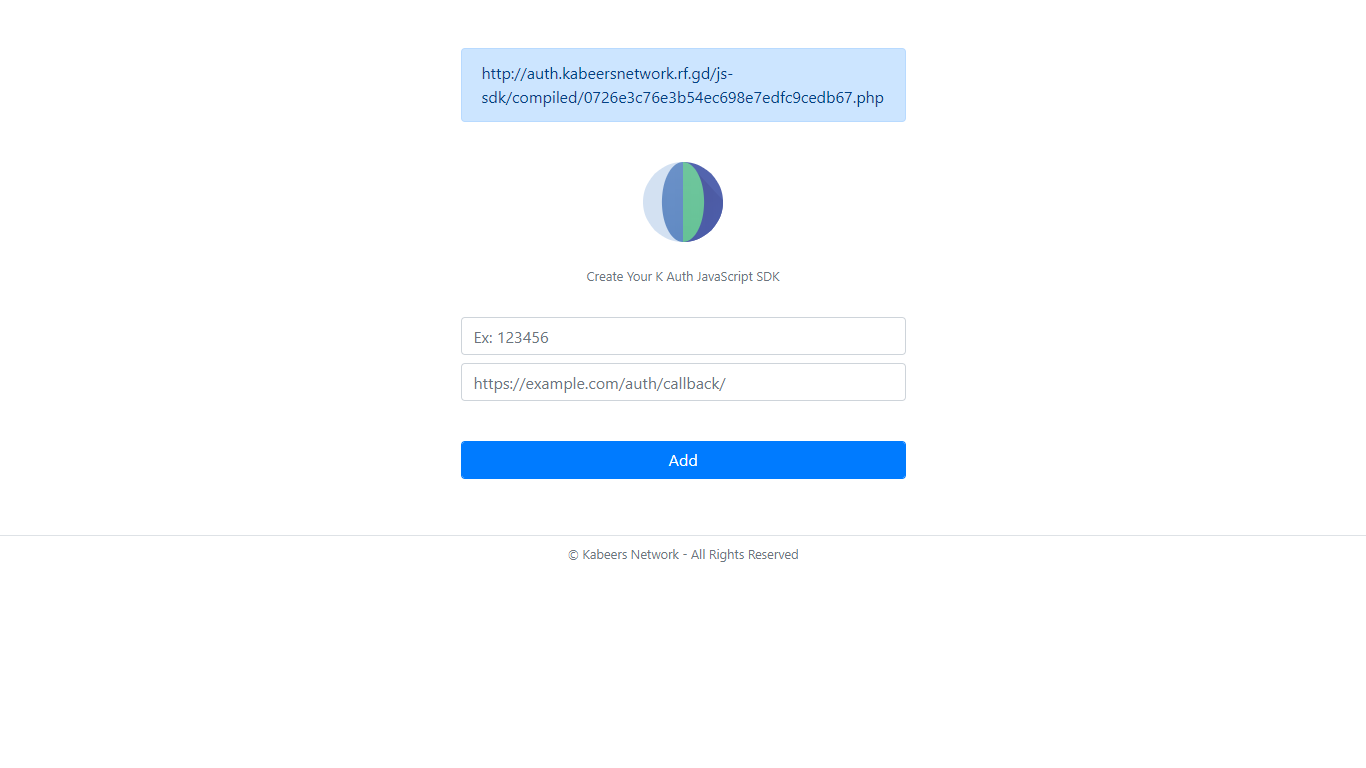 http://auth.kabeersnetwork.rf.gd/js-
sdk/compiled/0726e3c76e3b54ec698e7edfc9cedb67.php
Create Your K Auth JavaScript SDK
Ex: 123456
https://example.com/auth/callback/
Add
© Kabeers Network - All Rights Reserved